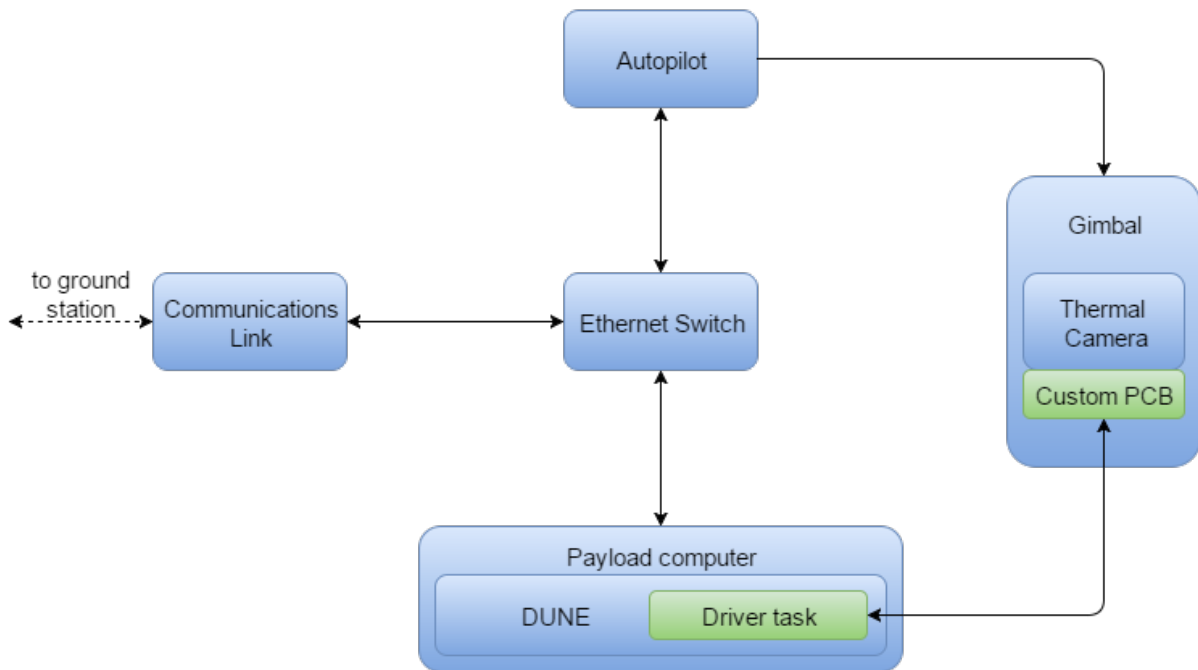 Autopilot
Gimbal
to ground
station
Communications
Link
Ethernet Switch
Thermal
Camera
Custom PCB
Payload computer
DUNE
Driver task